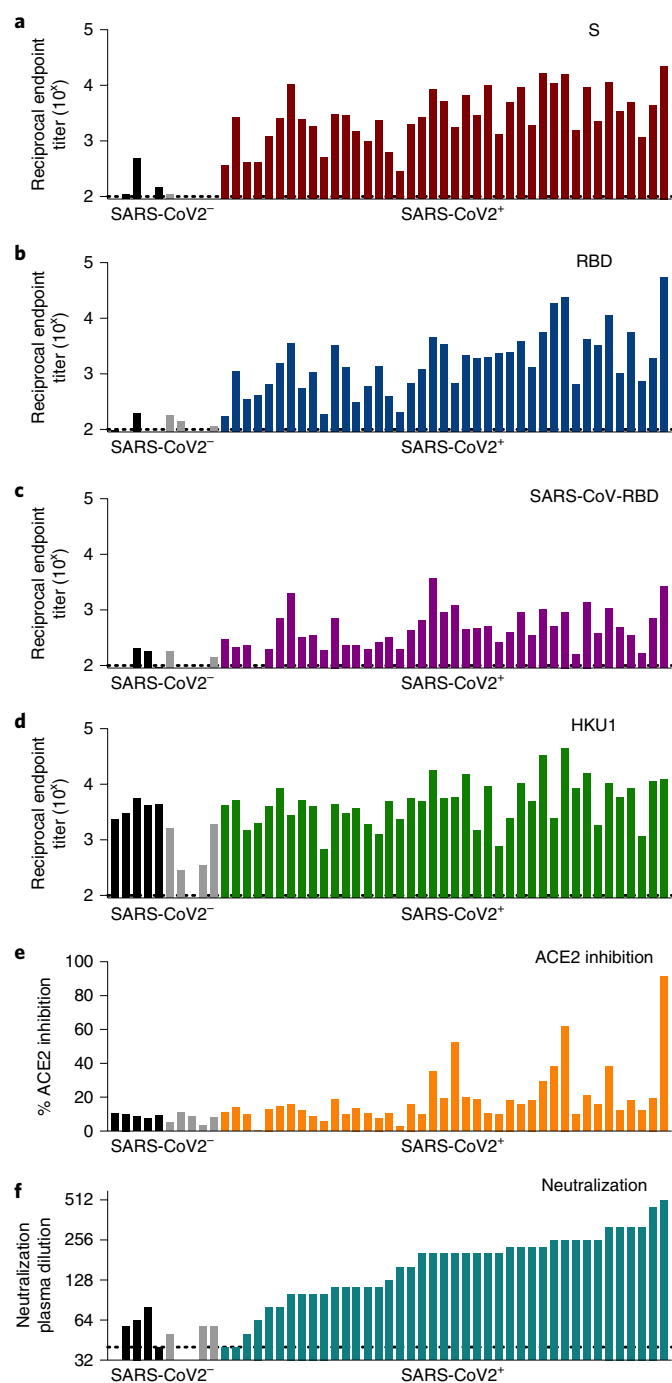 a
S
Reciprocal endpoint
titer (10ˣ)
5
4
3
2
SARS-CoV2⁻
SARS-CoV2⁺
b
RBD
Reciprocal endpoint
titer (10ˣ)
5
4
3
2
SARS-CoV2⁻
SARS-CoV2⁺
c
SARS-CoV-RBD
Reciprocal endpoint
titer (10ˣ)
5
4
3
2
SARS-CoV2⁻
SARS-CoV2⁺
d
HKU1
Reciprocal endpoint
titer (10ˣ)
5
4
3
2
SARS-CoV2⁻
SARS-CoV2⁺
e
ACE2 inhibition
% ACE2 inhibition
100
80
60
40
20
0
SARS-CoV2⁻
SARS-CoV2⁺
f
Neutralization
Neutralization
plasma dilution
512
256
128
64
32
SARS-CoV2⁻
SARS-CoV2⁺